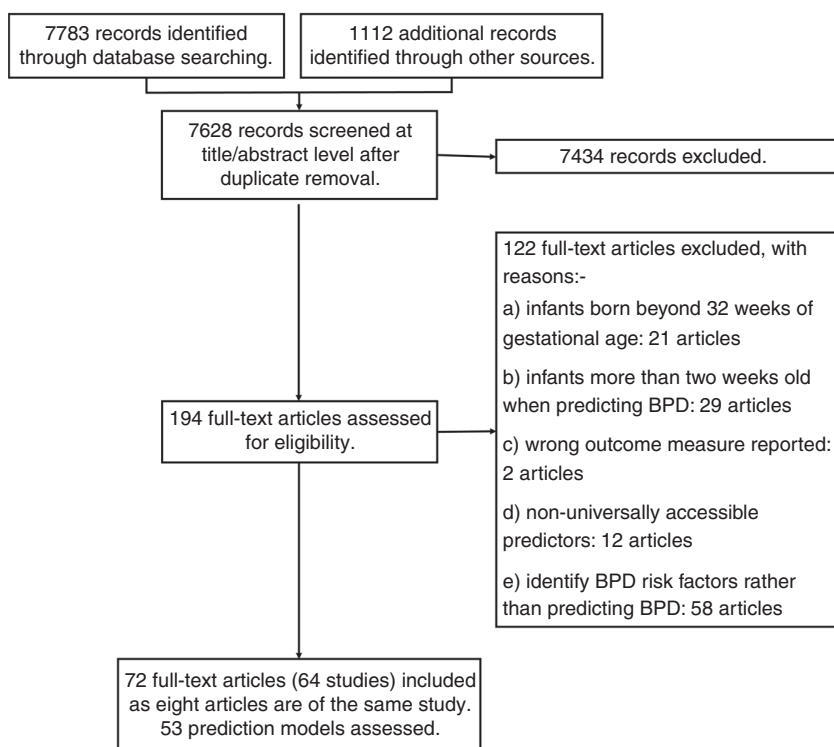 7783 records identified
through database searching.
1112 additional records
identified through other sources.
7628 records screened at
title/abstract level after
duplicate removal.
7434 records excluded.
122 full-text articles excluded, with
reasons:-
a) infants born beyond 32 weeks of
gestational age: 21 articles
b) infants more than two weeks old
when predicting BPD: 29 articles
c) wrong outcome measure reported:
2 articles
d) non-universally accessible
predictors: 12 articles
e) identify BPD risk factors rather
than predicting BPD: 58 articles
194 full-text articles assessed
for eligibility.
72 full-text articles (64 studies) included
as eight articles are of the same study.
53 prediction models assessed.